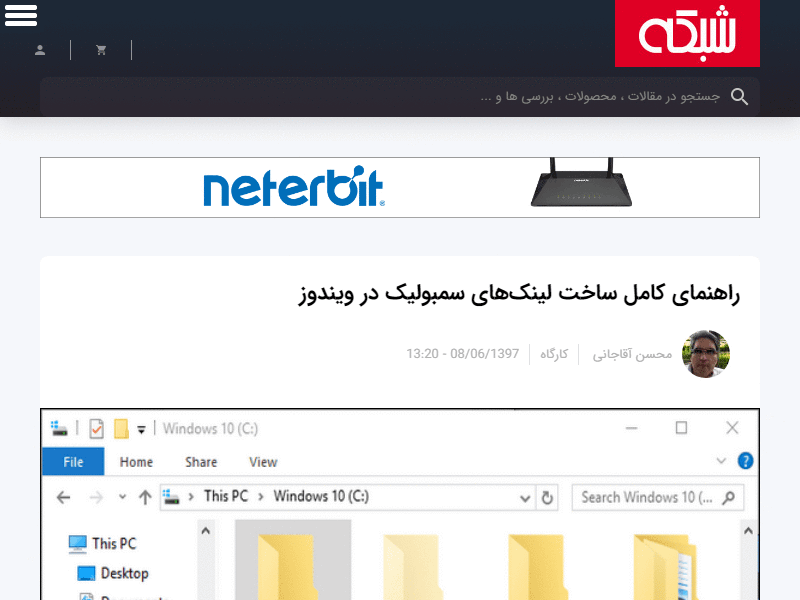 شبکه
جستجو در مقالات ، محصولات ، بررسی ها و ...
neterbit
راهنمای کامل ساخت لینک‌های سمبولیک در ویندوز
محسن آقاجانی
کارگاه
08/06/1397 - 13:20
Windows 10 (C:)
File Home Share View
This PC > Windows 10 (C:)
Search Windows 10 (...
This PC
Desktop